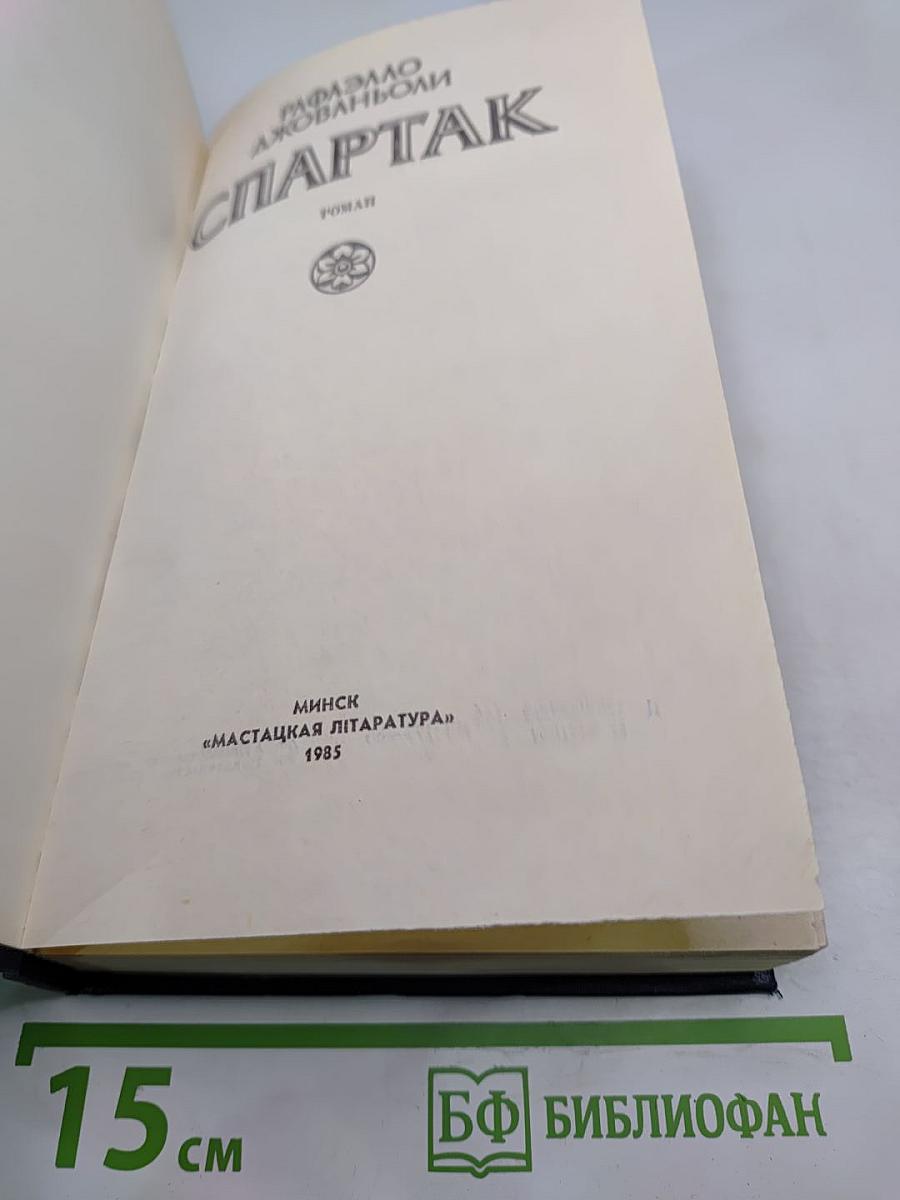 РАФАЭЛЛО
ДЖОВАНЬОЛИ
СПАРТАК
РОМАН
МИНСК
«МАСТАЦКАЯ ЛІТАРАТУРА»
1985
15 см
БФ БИБЛИОФАН